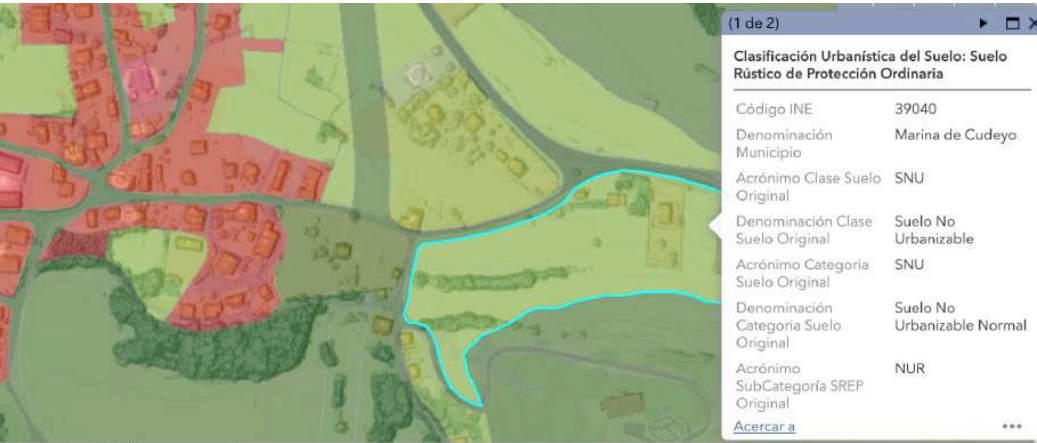 (1 de 2)
Clasificación Urbanística del Suelo: Suelo
Rústico de Protección Ordinaria
Código INE 39040
Denominación Marina de Cudeyo
Municipio
Acrónimo Clase Suelo SNU
Original
Denominación Clase Suelo No
Suelo Original Urbanizable
Acrónimo Categoria SNU
Suelo Original
Denominación Suelo No
Categoria Suelo Urbanizable Normal
Original
Acrónimo NUR
SubCategoría SREP
Original
Acercar a